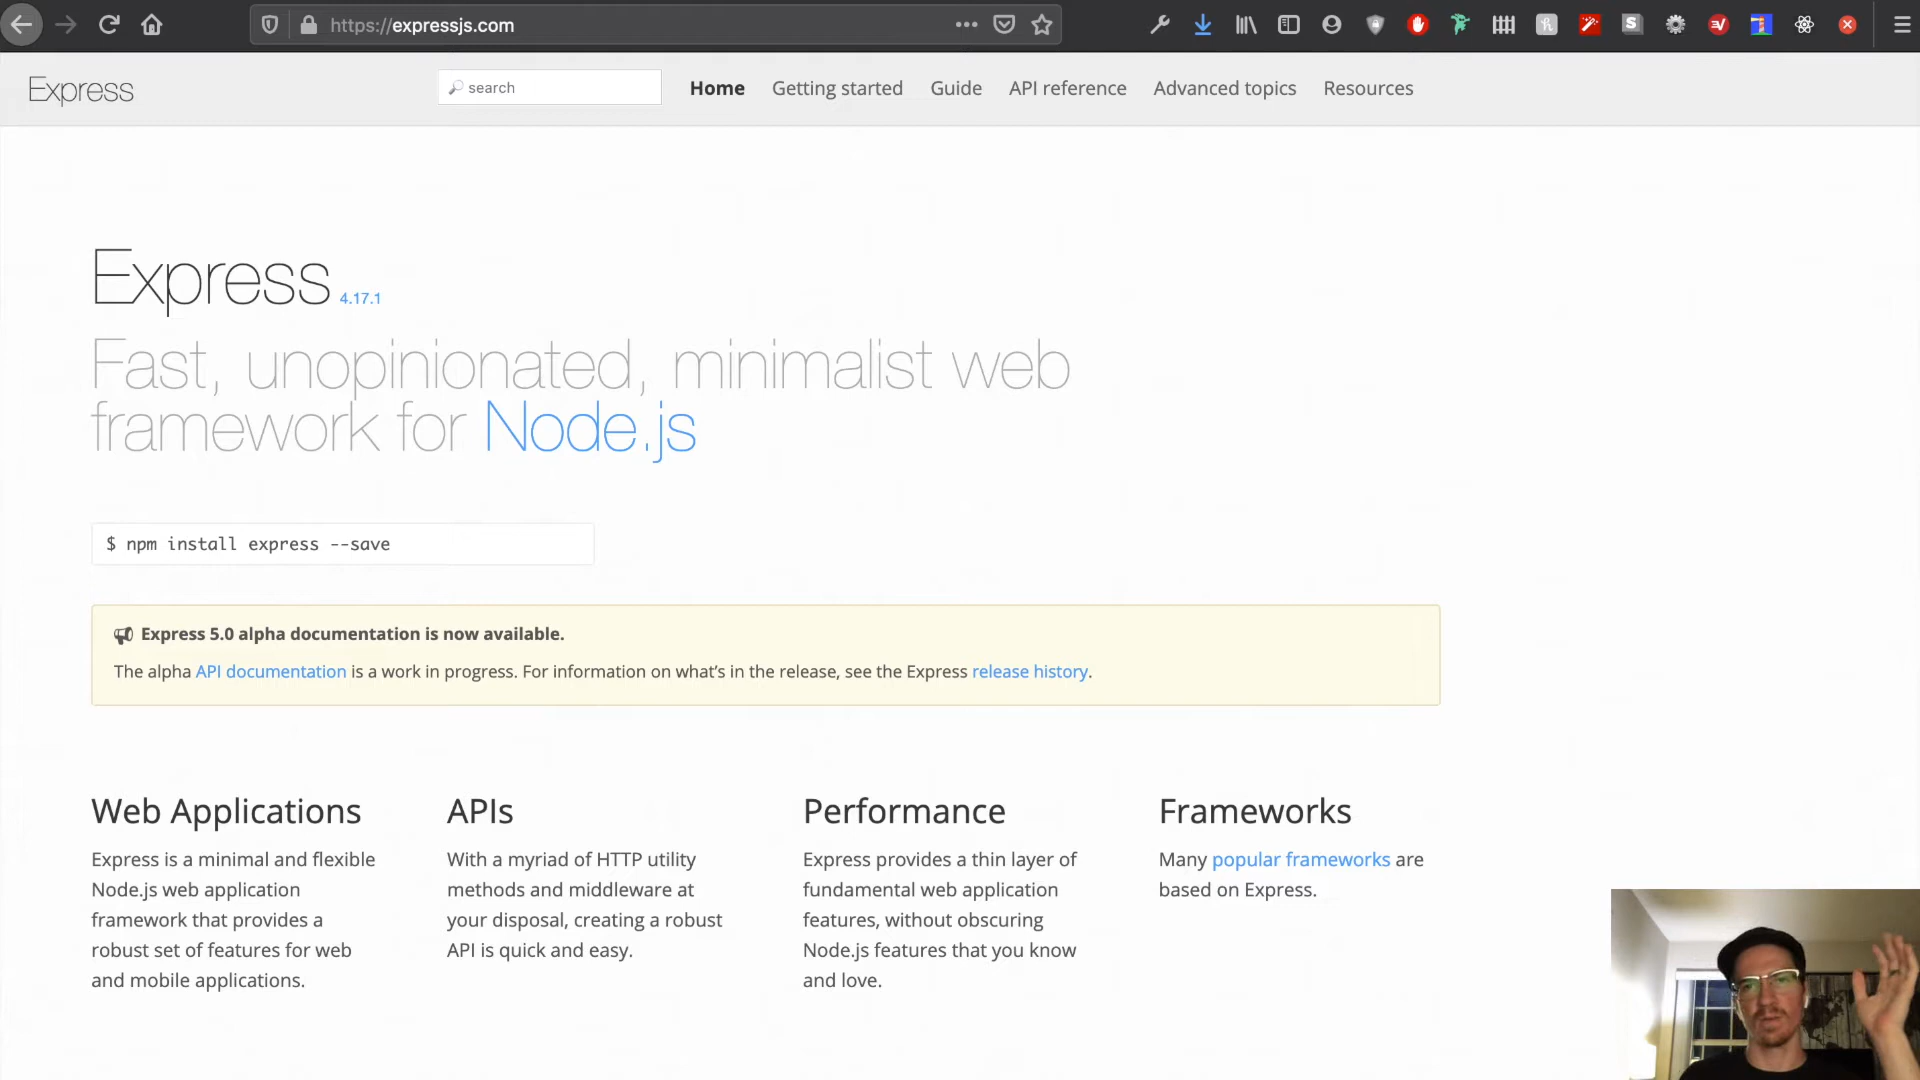 https://expressjs.com
Express
search
Home
Getting started
Guide
API reference
Advanced topics
Resources
Express 4.17.1
Fast, unopinionated, minimalist web
framework for Node.js
$ npm install express --save
Express 5.0 alpha documentation is now available.
The alpha API documentation is a work in progress. For information on what’s in the release, see the Express release history.
Web Applications
Express is a minimal and flexible
Node.js web application
framework that provides a
robust set of features for web
and mobile applications.
APIs
With a myriad of HTTP utility
methods and middleware at
your disposal, creating a robust
API is quick and easy.
Performance
Express provides a thin layer of
fundamental web application
features, without obscuring
Node.js features that you know
and love.
Frameworks
Many popular frameworks are
based on Express.